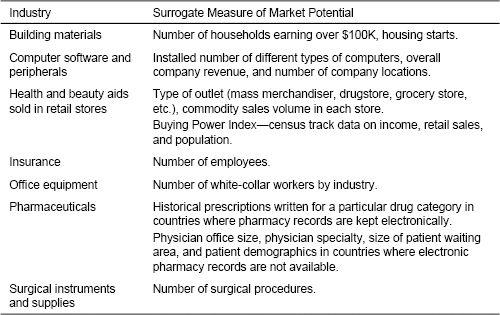 Industry Surrogate Measure of Market Potential
Building materials Number of households earning over $100K, housing starts.
Computer software and Installed number of different types of computers, overall
peripherals company revenue, and number of company locations.
Health and beauty aids Type of outlet (mass merchandiser, drugstore, grocery store,
sold in retail stores etc.), commodity sales volume in each store.
Buying Power Index—census track data on income, retail sales,
and population.
Insurance Number of employees.
Office equipment Number of white-collar workers by industry.
Pharmaceuticals Historical prescriptions written for a particular drug category in
countries where pharmacy records are kept electronically.
Physician office size, physician specialty, size of patient waiting
area, and patient demographics in countries where electronic
pharmacy records are not available.
Surgical instruments Number of surgical procedures.
and supplies